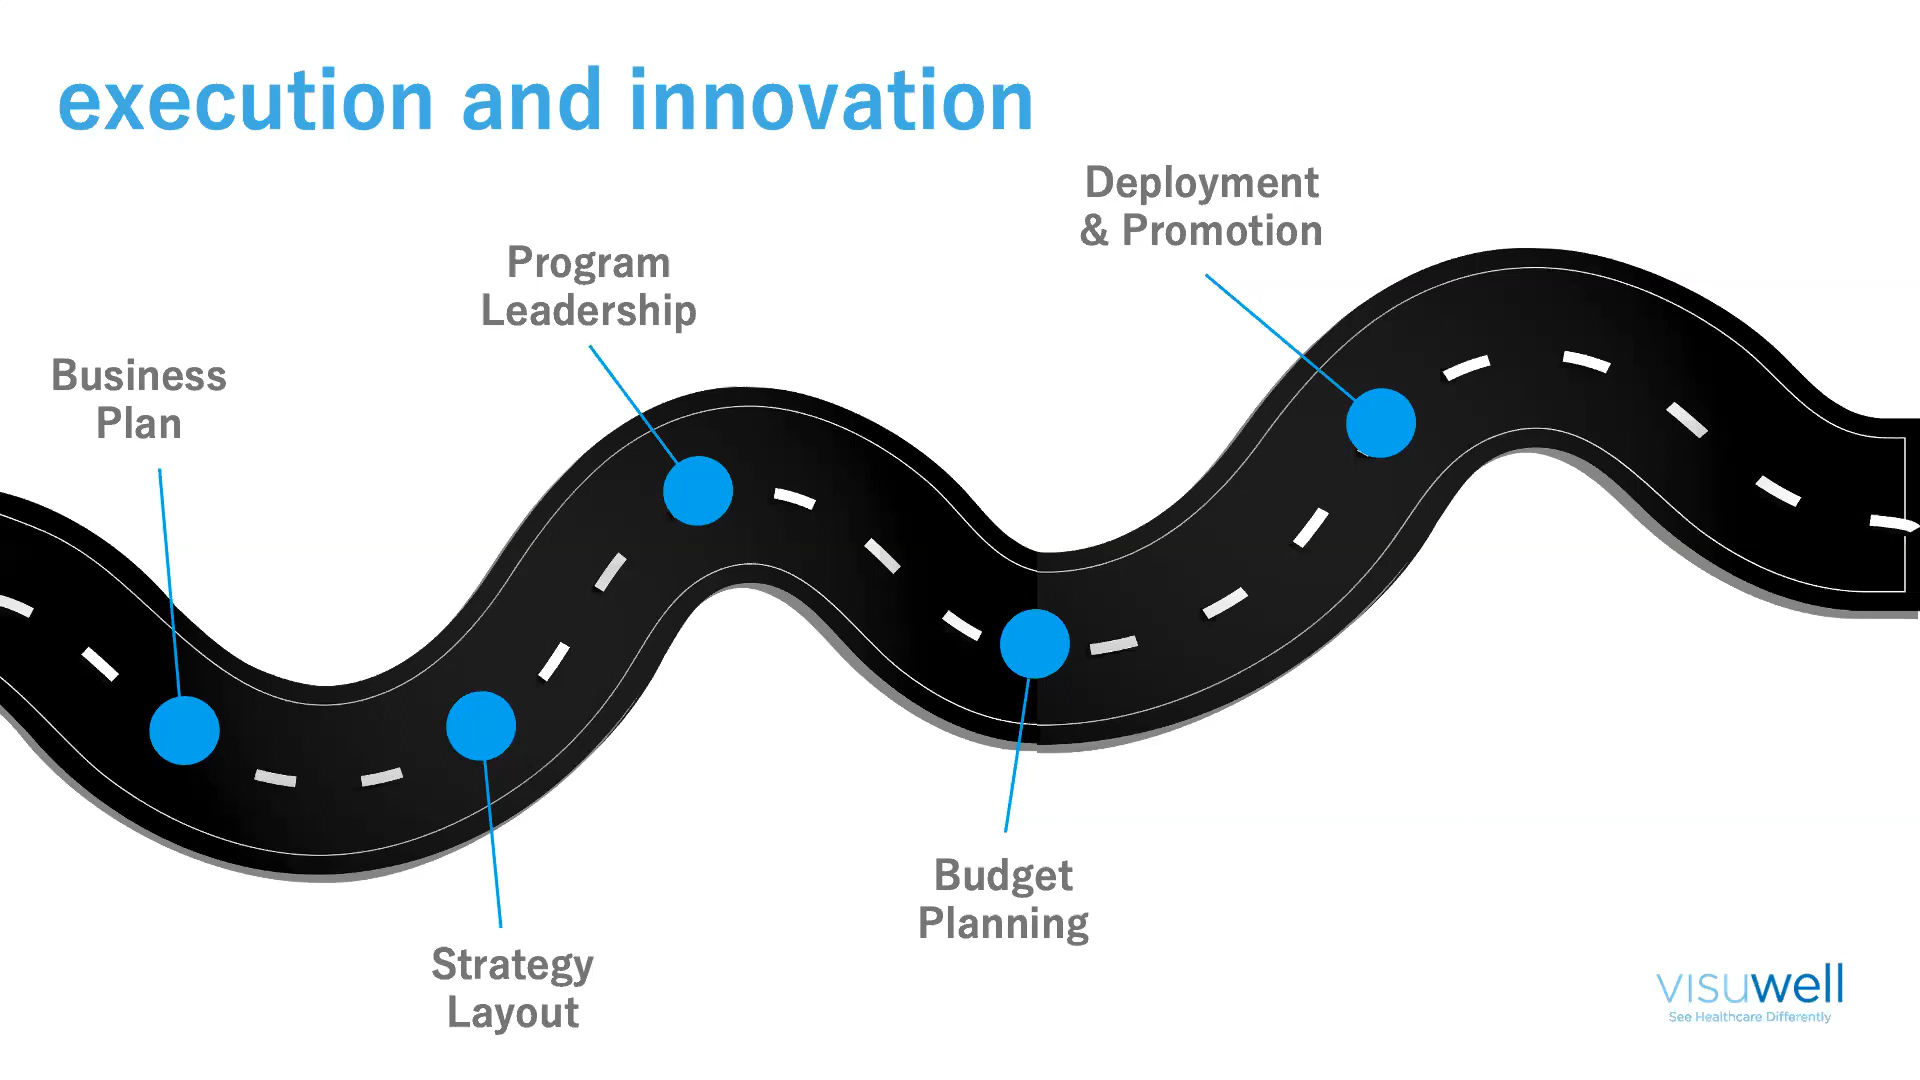 execution and innovation
Deployment
& Promotion
Program
Leadership
Business
Plan
Budget
Planning
Strategy
Layout
visuwell
See Healthcare Differently